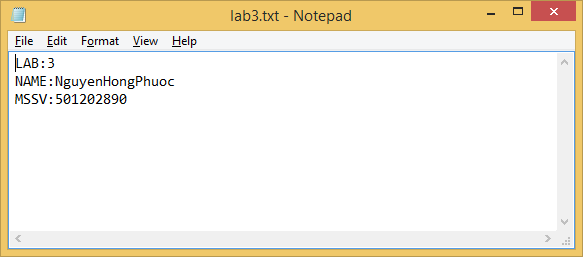 lab3.txt - Notepad
File Edit Format View Help
LAB:3
NAME:NguyenHongPhuoc
MSSV:501202890